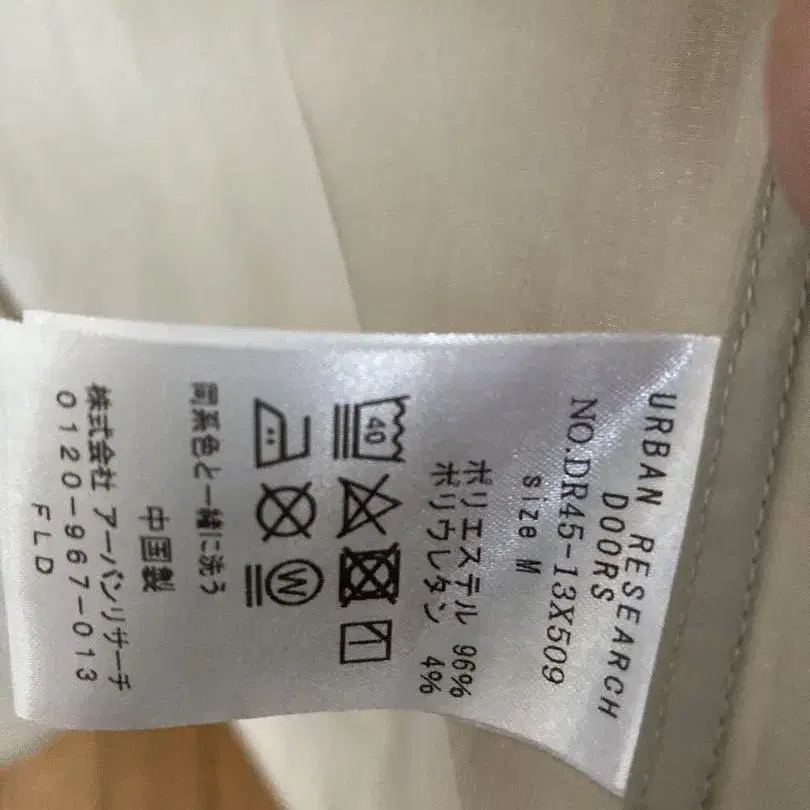 URBAN RESEARCH
DOORS
NO.DR45-13X509
size M
ポリエステル 96%
ポリウレタン 4%
40
W
同系色と一緒に洗う
中国製
株式会社 アーバンリサーチ
0120-967-013
FLD